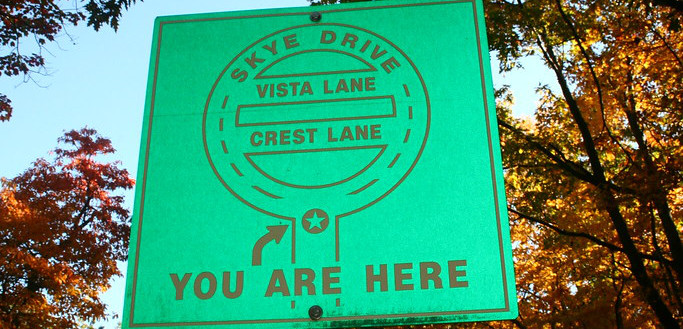 SKYE DRIVE
VISTA LANE
CREST LANE
YOU ARE HERE